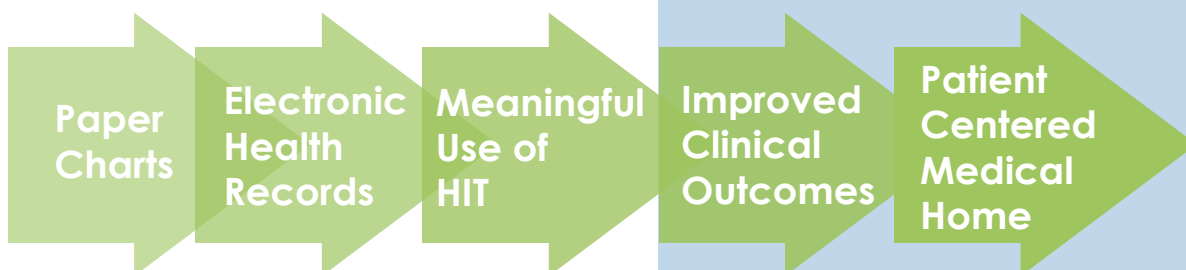 Paper
Charts
Electronic
Health
Records
Meaningful
Use of
HIT
Improved
Clinical
Outcomes
Patient
Centered
Medical
Home